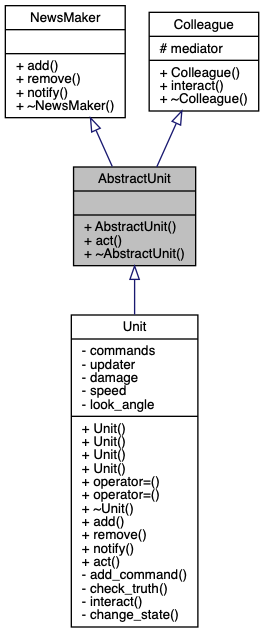 NewsMaker
+ add()
+ remove()
+ notify()
+ ~NewsMaker()
Colleague
# mediator
+ Colleague()
+ interact()
+ ~Colleague()
AbstractUnit
+ AbstractUnit()
+ act()
+ ~AbstractUnit()
Unit
- commands
- updater
- damage
- speed
- look_angle
+ Unit()
+ Unit()
+ Unit()
+ Unit()
+ operator=()
+ operator=()
+ ~Unit()
+ add()
+ remove()
+ notify()
+ act()
- add_command()
- check_truth()
- interact()
- change_state()